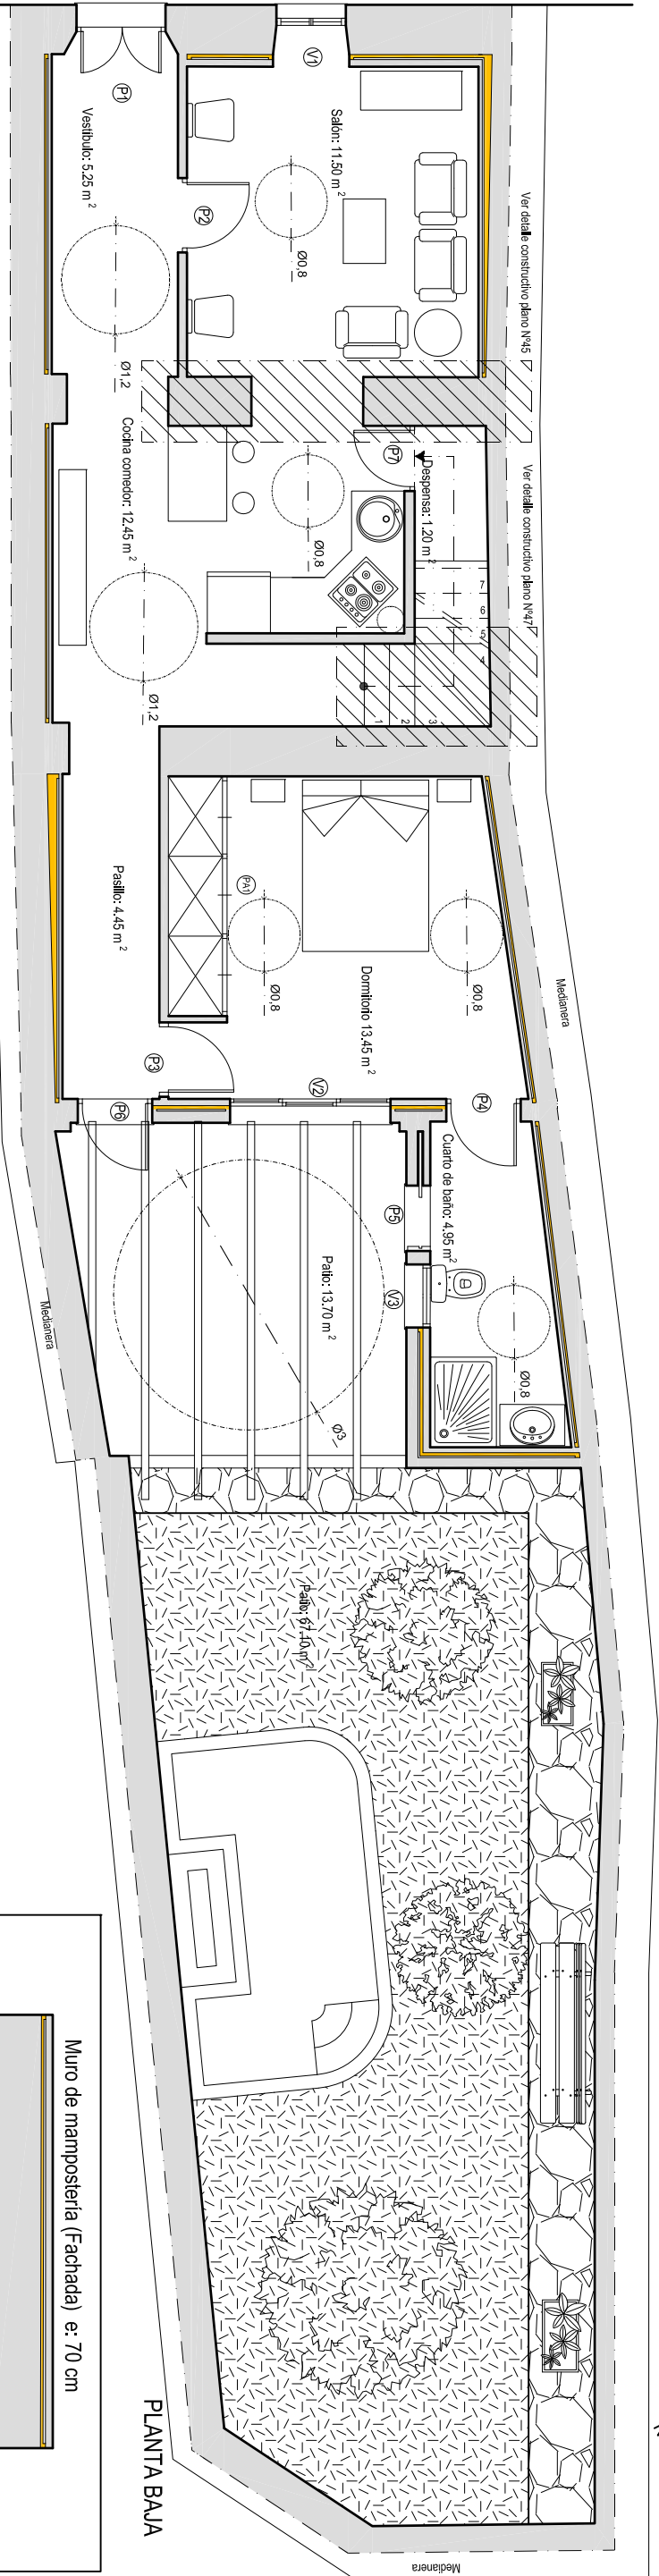 P1
Vestíbulo: 5.25 m²
V1
Salón: 11.50 m²
P2
Ø0,8
Ø1,2
Ver detalle constructivo plano Nº45
Ver detalle constructivo plano Nº47
Cocina comedor: 12.45 m²
Ø0,8
P7
Despensa: 1.20 m²
7
6
5
4
3
2
1
Ø1,2
Pasillo: 4.45 m²
PA1
Ø0,8
Ø0,8
Dormitorio 13.45 m²
Medianera
P3
V2
P4
P6
Cuarto de baño: 4.95 m²
P5
V3
Patio: 13.70 m²
Ø0,8
Ø3
Medianera
Patio: 67.10 m²
Muro de mampostería (Fachada) e: 70 cm
PLANTA BAJA
Medianera